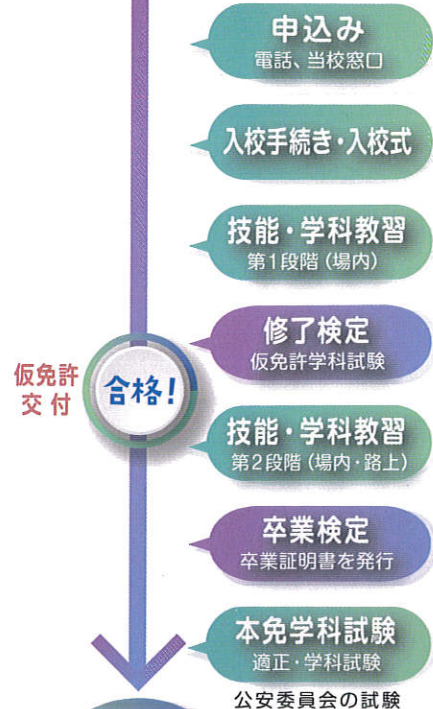 申込み
電話、当校窓口
入校手続き・入校式
技能・学科教習
第1段階（場内）
修了検定
仮免許学科試験
仮免許
交付
合格!
技能・学科教習
第2段階（場内・路上）
卒業検定
卒業証明書を発行
本免学科試験
適正・学科試験
公安委員会の試験